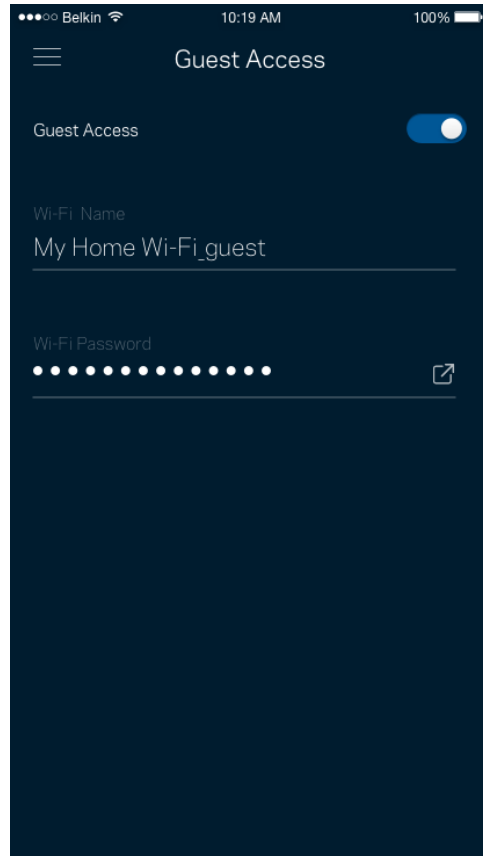 Belkin 10:19 AM 100%
Guest Access
Guest Access
Wi-Fi Name
My Home Wi-Fi_guest
Wi-Fi Password